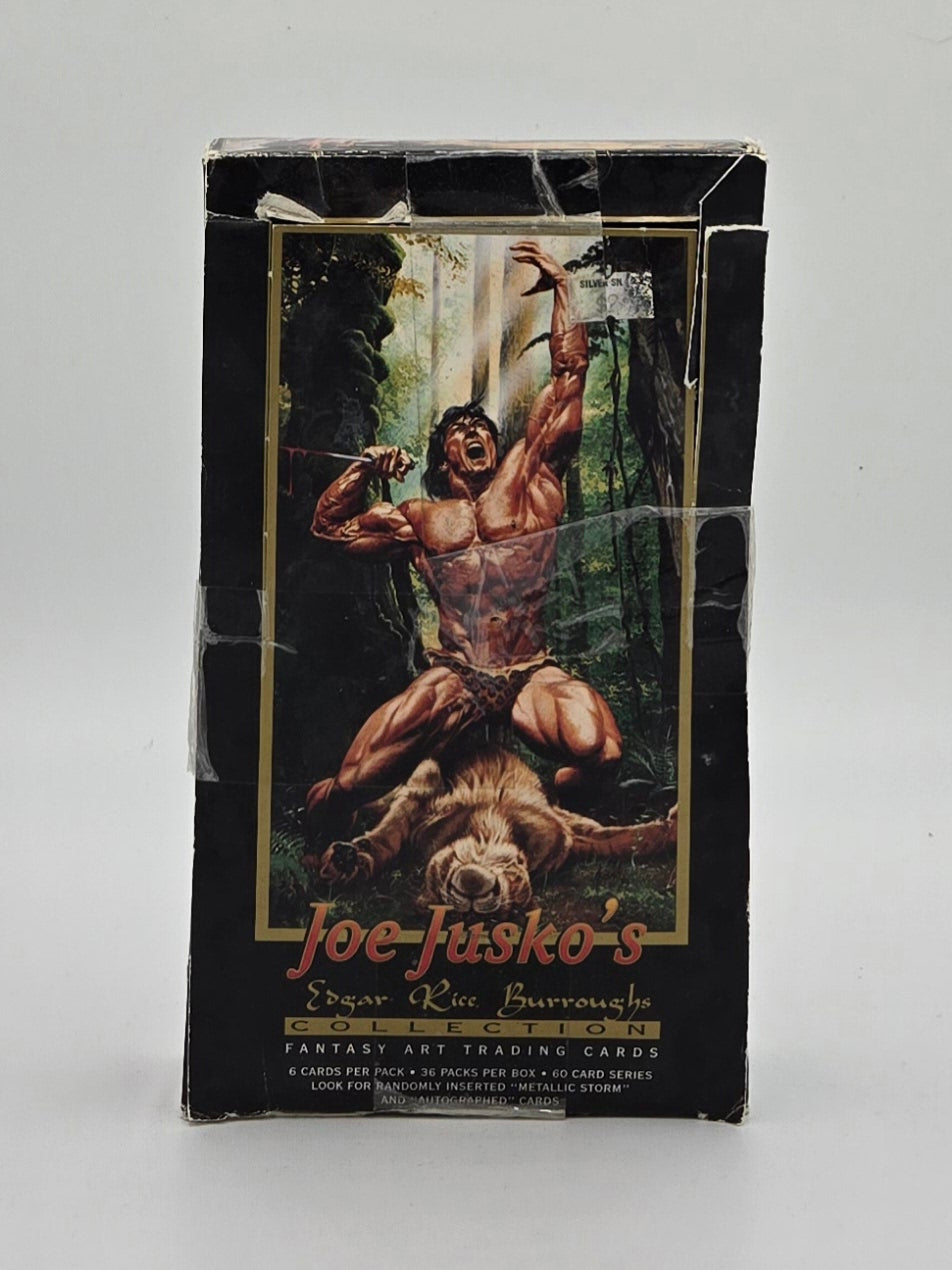 SILVER SN
Joe Jusko's
Edgar Rice Burroughs
COLLECTION
FANTASY ART TRADING CARDS
6 CARDS PER PACK • 36 PACKS PER BOX • 60 CARD SERIES
LOOK FOR RANDOMLY INSERTED "METALLIC STORM"
AND "AUTOGRAPHED" CARDS